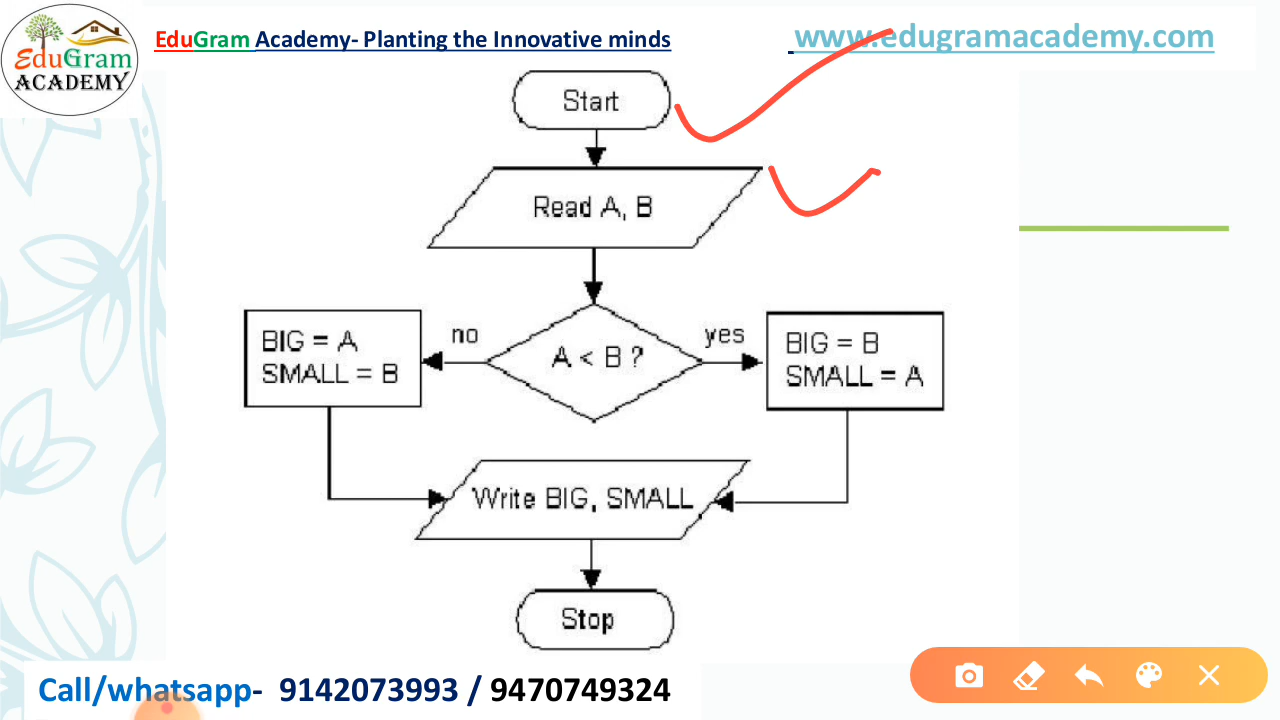 EduGram
ACADEMY
EduGram Academy- Planting the Innovative minds
www.edugramacademy.com
Start
Read A, B
A < B ?
no
yes
BIG = A
SMALL = B
BIG = B
SMALL = A
Write BIG, SMALL
Stop
Call/whatsapp- 9142073993 / 9470749324